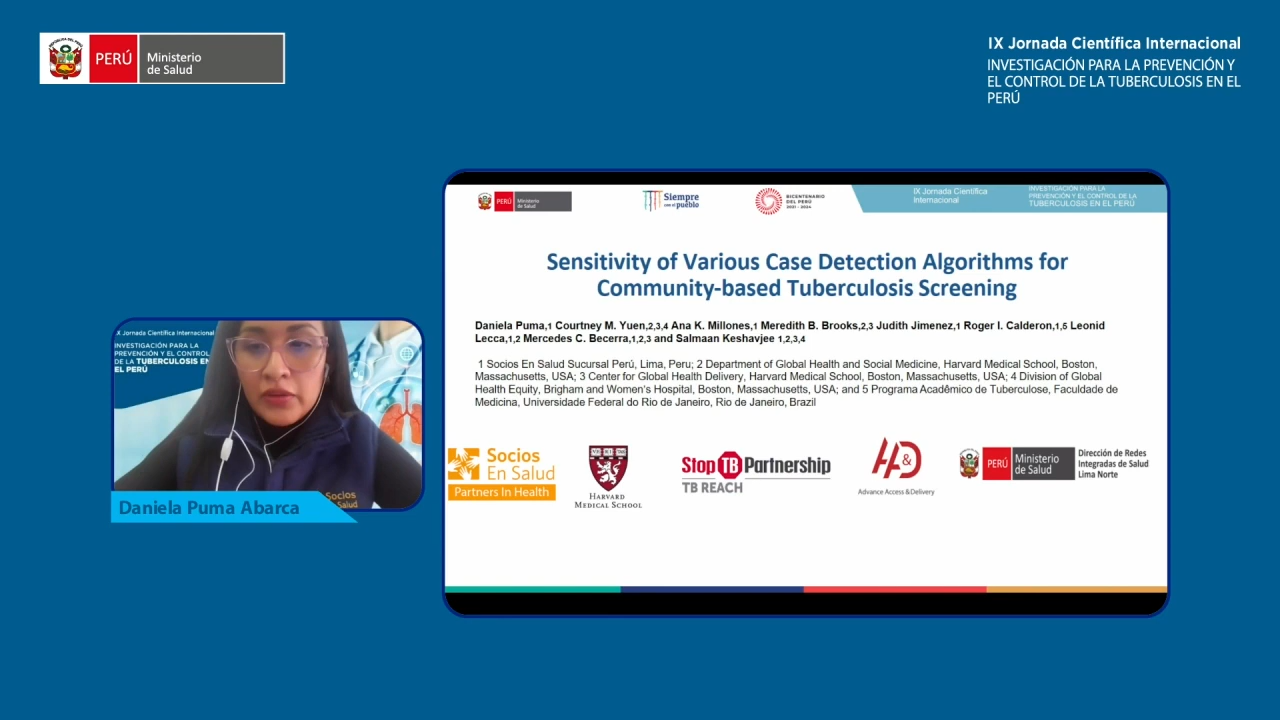 PERÚ
Ministerio
de Salud
IX Jornada Científica Internacional
INVESTIGACIÓN PARA LA PREVENCIÓN Y
EL CONTROL DE LA TUBERCULOSIS EN EL
PERÚ
PERÚ
Ministerio
de Salud
Siempre
con el pueblo
BICENTENARIO
DEL PERÚ
2021 - 2024
IX Jornada Científica
Internacional
INVESTIGACIÓN PARA LA
PREVENCIÓN Y EL CONTROL DE LA
TUBERCULOSIS EN EL PERÚ
Sensitivity of Various Case Detection Algorithms for
Community-based Tuberculosis Screening
Daniela Puma,1 Courtney M. Yuen,2,3,4 Ana K. Millones,1 Meredith B. Brooks,2,3 Judith Jimenez,1 Roger I. Calderon,1,5 Leonid
Lecca,1,2 Mercedes C. Becerra,1,2,3 and Salmaan Keshavjee 1,2,3,4
1 Socios En Salud Sucursal Perú, Lima, Peru; 2 Department of Global Health and Social Medicine, Harvard Medical School, Boston,
Massachusetts, USA; 3 Center for Global Health Delivery, Harvard Medical School, Boston, Massachusetts, USA; 4 Division of Global
Health Equity, Brigham and Women's Hospital, Boston, Massachusetts, USA; and 5 Programa Acadêmico de Tuberculose, Faculdade de
Medicina, Universidade Federal do Rio de Janeiro, Rio de Janeiro, Brazil
Socios
En Salud
Partners In Health
HARVARD
MEDICAL SCHOOL
Stop TB Partnership
TB REACH
A&D
Advance Access & Delivery
PERÚ
Ministerio
de Salud
Dirección de Redes
Integradas de Salud
Lima Norte
IX Jornada Científica Internacional
INVESTIGACIÓN PARA LA
PREVENCIÓN Y EL CONTROL
DE LA TUBERCULOSIS EN
EL PERÚ
Socios
Salud
Daniela Puma Abarca